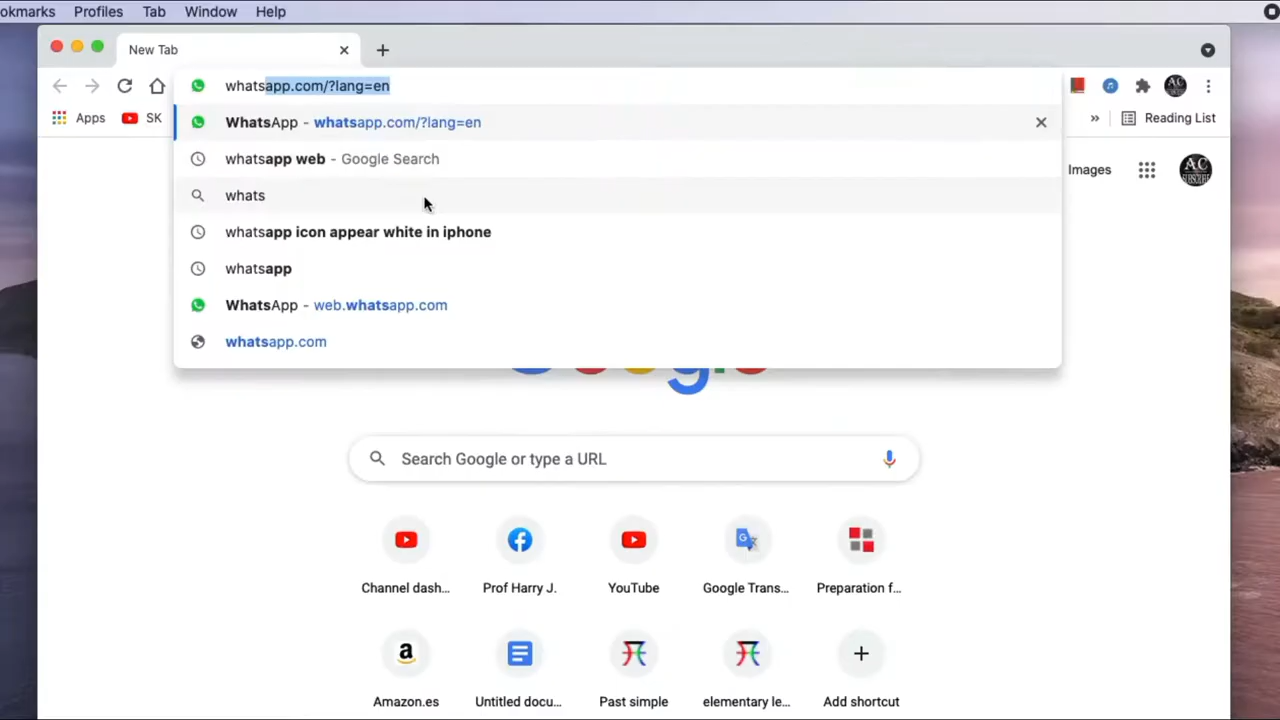 okmarks Profiles Tab Window Help
New Tab
whatsapp.com/?lang=en
Apps SK » Reading List
WhatsApp - whatsapp.com/?lang=en
whatsapp web - Google Search
Images
whats
whatsapp icon appear white in iphone
whatsapp
WhatsApp - web.whatsapp.com
whatsapp.com
Search Google or type a URL
Channel dash... Prof Harry J. YouTube Google Trans... Preparation f...
Amazon.es Untitled docu... Past simple elementary le... Add shortcut